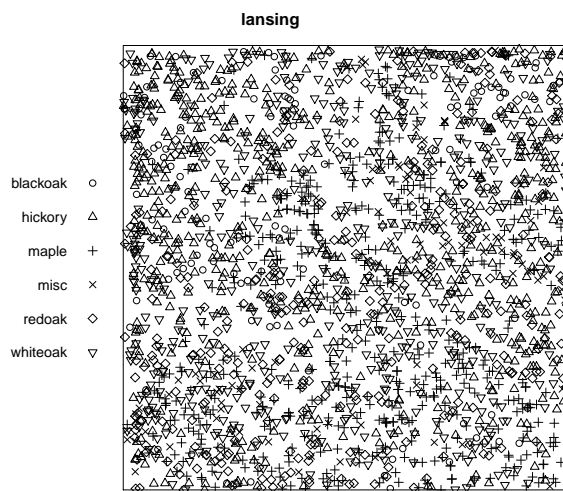 lansing
blackoak
hickory
maple
misc
redoak
whiteoak